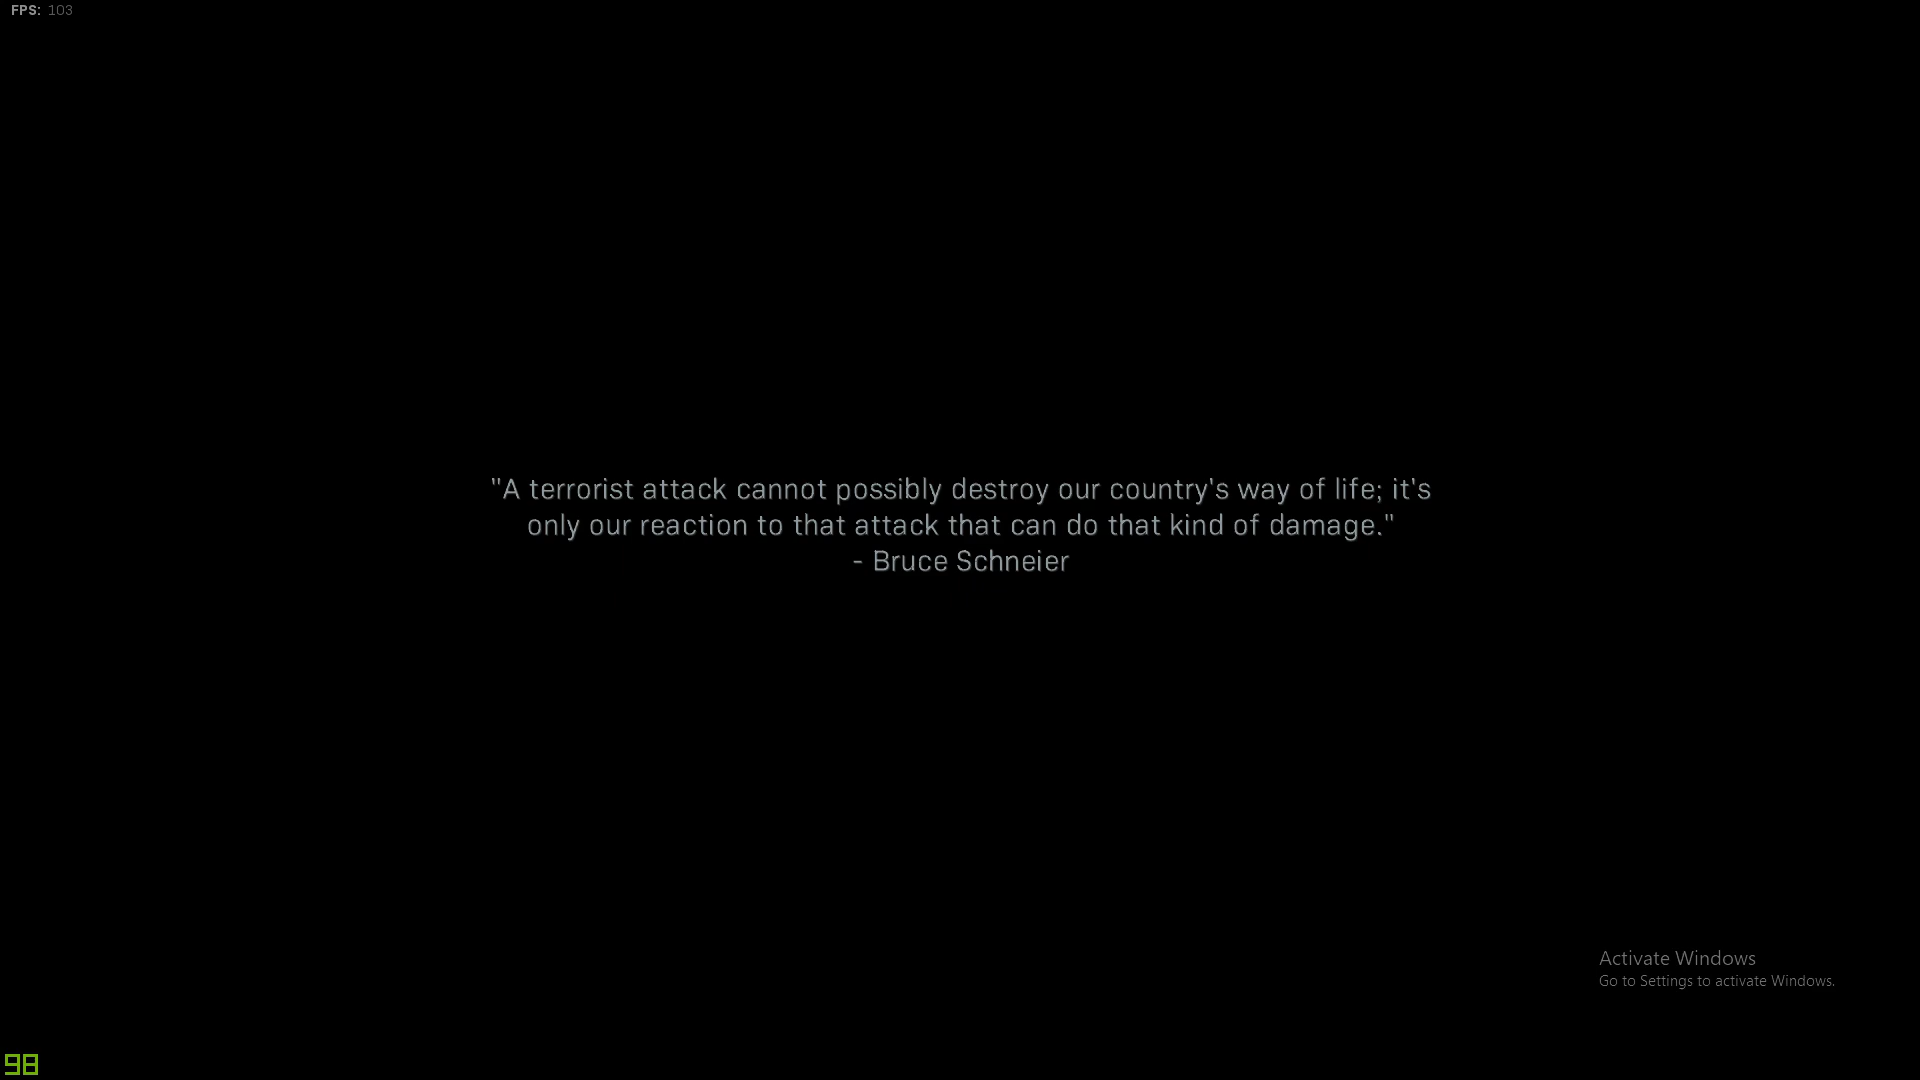 FPS: 103
"A terrorist attack cannot possibly destroy our country's way of life; it's
only our reaction to that attack that can do that kind of damage."
- Bruce Schneier
Activate Windows
Go to Settings to activate Windows.
98